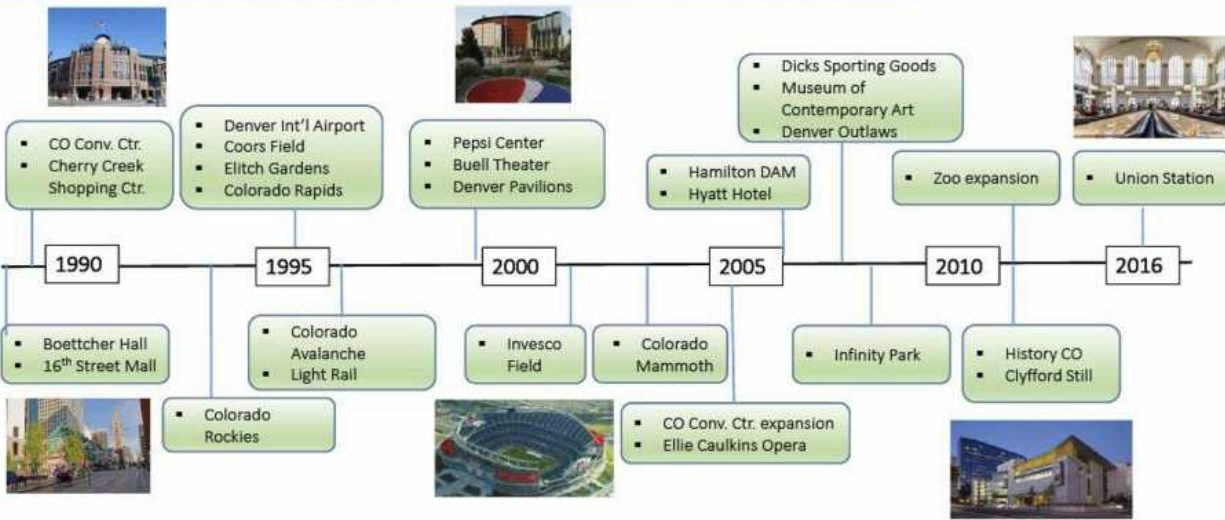 ▪ CO Conv. Ctr.
▪ Cherry Creek
Shopping Ctr.
▪ Denver Int'l Airport
▪ Coors Field
▪ Elitch Gardens
▪ Colorado Rapids
▪ Pepsi Center
▪ Buell Theater
▪ Denver Pavilions
▪ Hamilton DAM
▪ Hyatt Hotel
▪ Dicks Sporting Goods
▪ Museum of
Contemporary Art
▪ Denver Outlaws
▪ Zoo expansion
▪ Union Station
1990
1995
2000
2005
2010
2016
▪ Boettcher Hall
▪ 16th Street Mall
▪ Colorado
Rockies
▪ Colorado
Avalanche
▪ Light Rail
▪ Invesco
Field
▪ Colorado
Mammoth
▪ CO Conv. Ctr. expansion
▪ Ellie Caulkins Opera
▪ Infinity Park
▪ History CO
▪ Clyfford Still